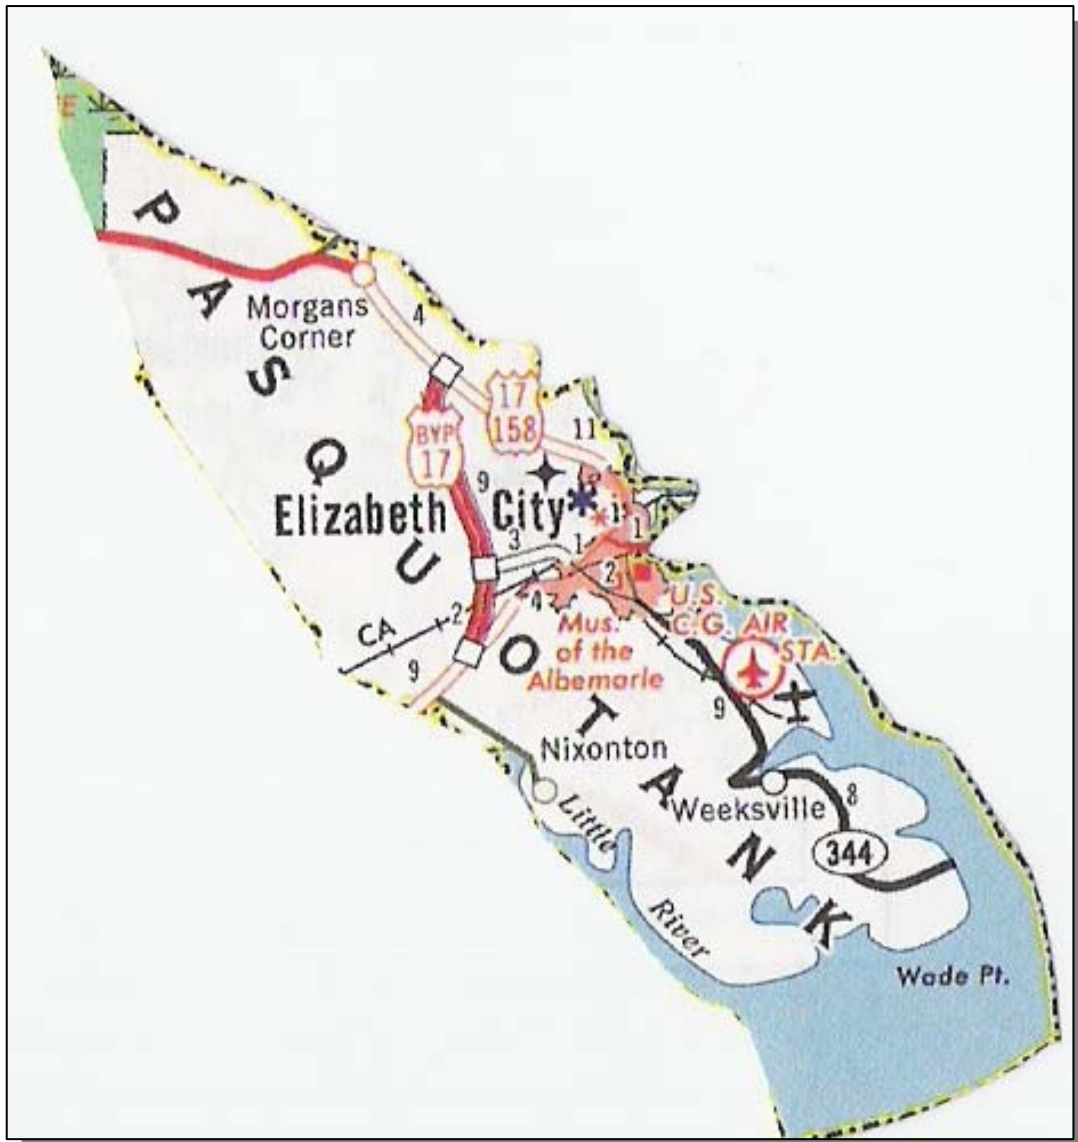 E
PASQUOTANK
Morgans
Corner
4
17
158
BYP
17
11
9
Elizabeth City
1
1
3
1
2
4
2
CA
9
U.S.
C.G. AIR
STA.
Mus.
of the
Albemarle
9
Nixonton
Weeksville
8
344
Little
River
Wade Pt.